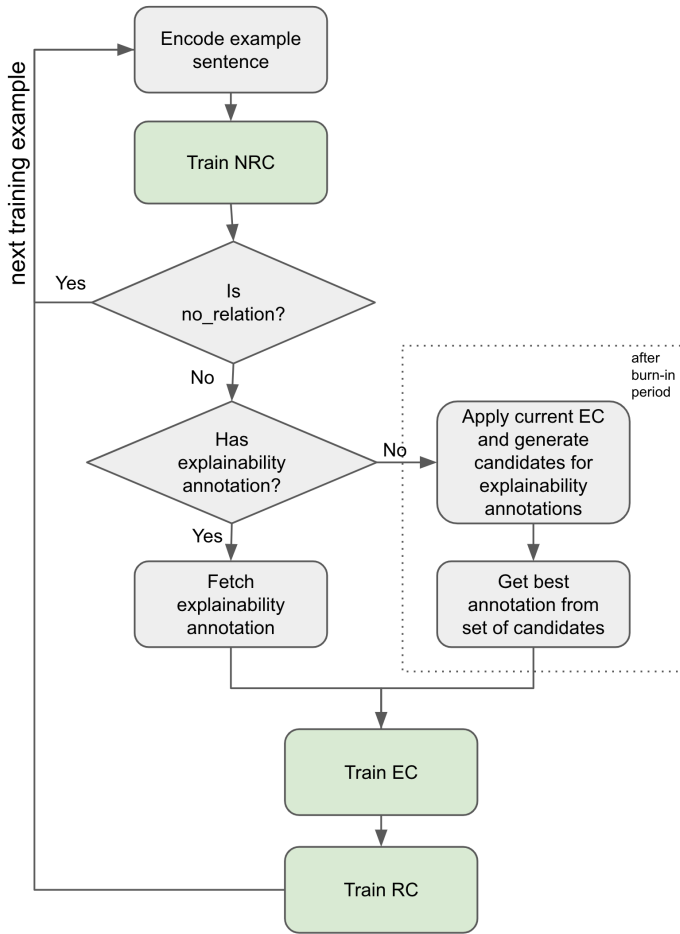 Encode example
sentence
next training example
Train NRC
Is
no_relation?
Yes
No
Has
explainability
annotation?
No
Yes
after
burn-in
period
Apply current EC
and generate
candidates for
explainability
annotations
Fetch
explainability
annotation
Get best
annotation from
set of candidates
Train EC
Train RC